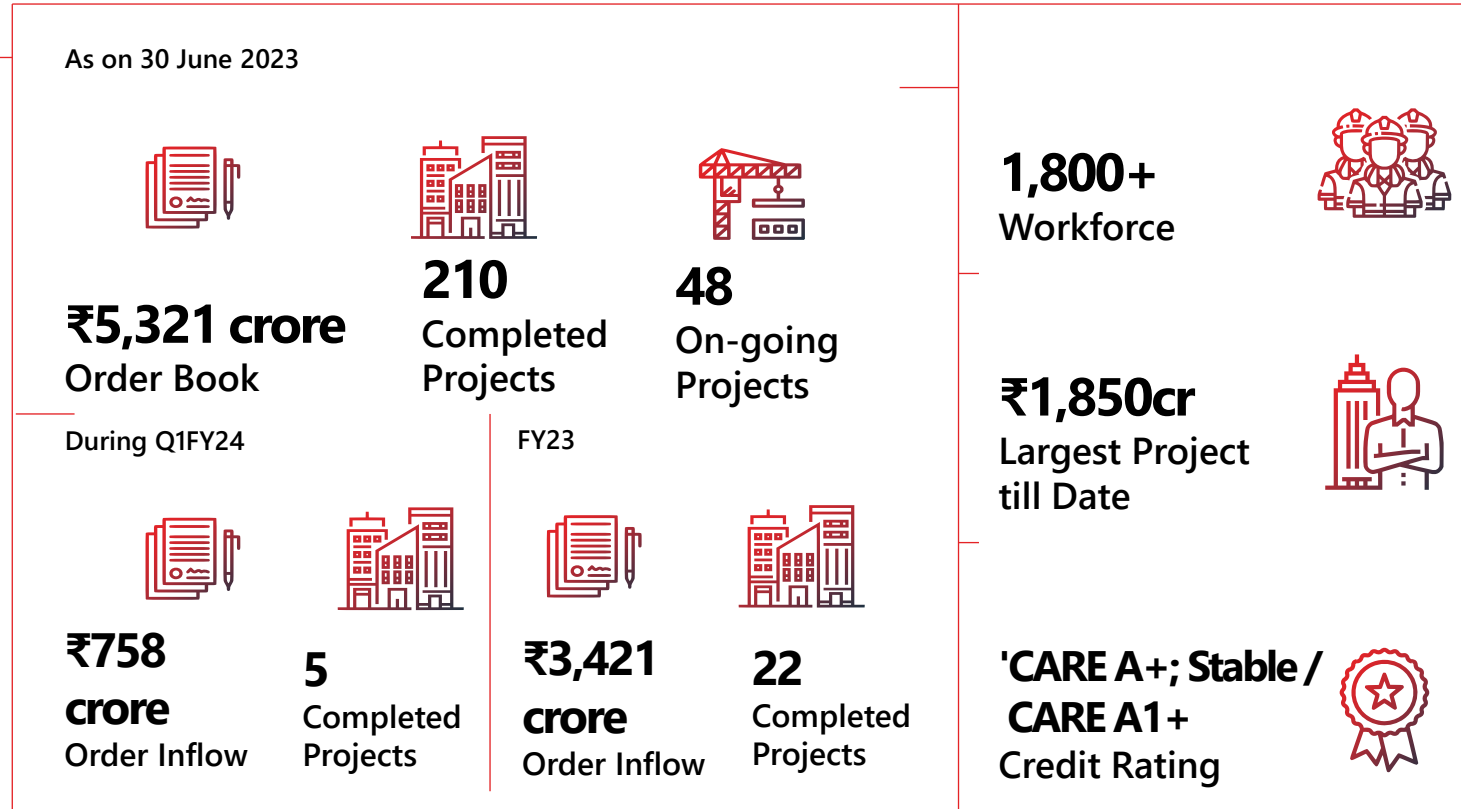 As on 30 June 2023
₹5,321 crore
Order Book
210
Completed
Projects
48
On-going
Projects
During Q1FY24
₹758
crore
Order Inflow
5
Completed
Projects
FY23
₹3,421
crore
Order Inflow
22
Completed
Projects
1,800+
Workforce
₹1,850cr
Largest Project
till Date
'CARE A+; Stable /
CARE A1+
Credit Rating